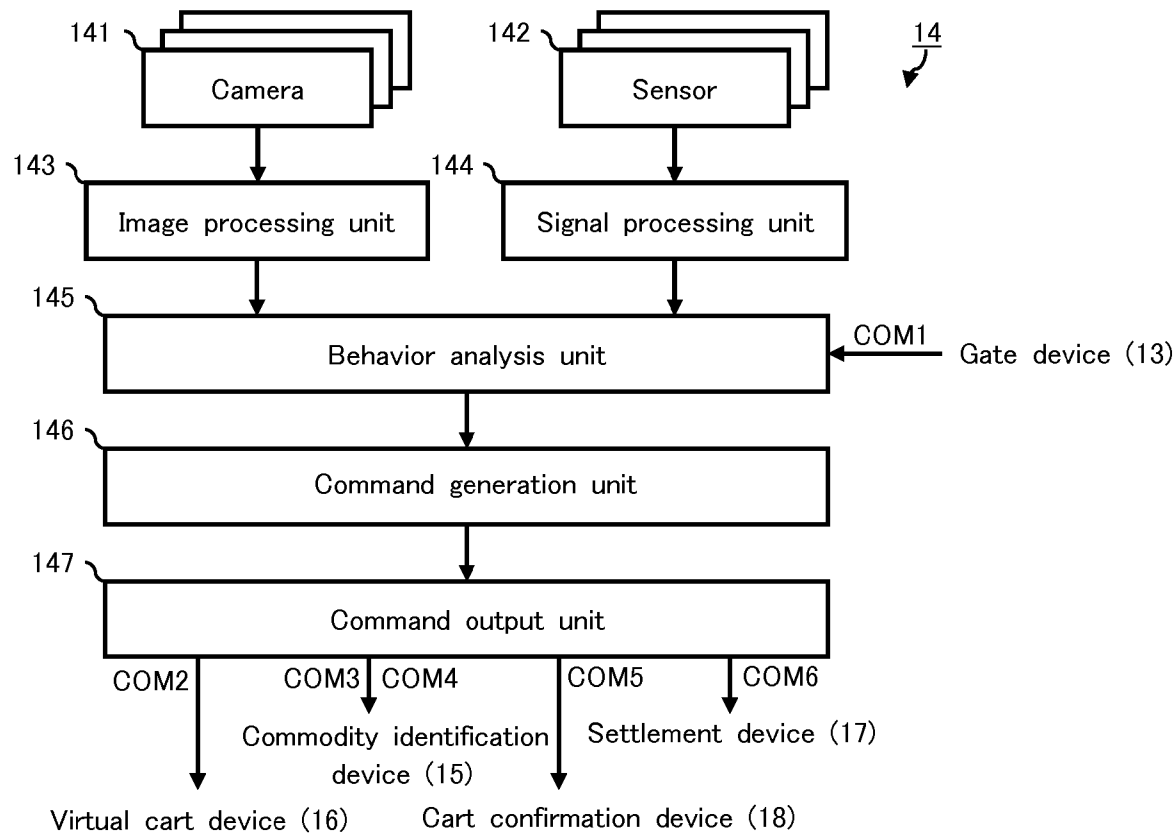 141
Camera
142
Sensor
14
143
Image processing unit
144
Signal processing unit
145
Behavior analysis unit
COM1
Gate device (13)
146
Command generation unit
147
Command output unit
COM2
COM3
COM4
COM5
COM6
Commodity identification
device (15)
Settlement device (17)
Virtual cart device (16)
Cart confirmation device (18)